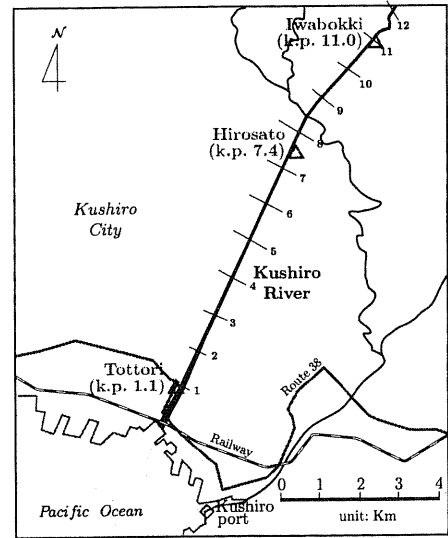 N
Iwabokki
(k.p. 11.0)
12
11
10
9
Hirosato
(k.p. 7.4)
8
7
6
Kushiro
City
5
Kushiro
River
4
3
2
Tottori
(k.p. 1.1)
1
Route 38
Railway
Pacific Ocean
Kushiro
port
0 1 2 3 4
unit: Km